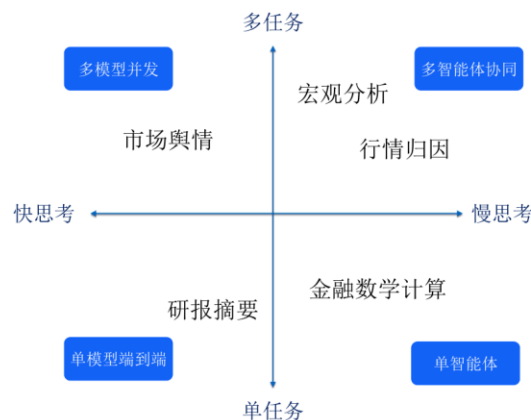 多任务
多模型并发
多智能体协同
宏观分析
市场舆情
行情归因
快思考
慢思考
金融数学计算
研报摘要
单模型端到端
单智能体
单任务